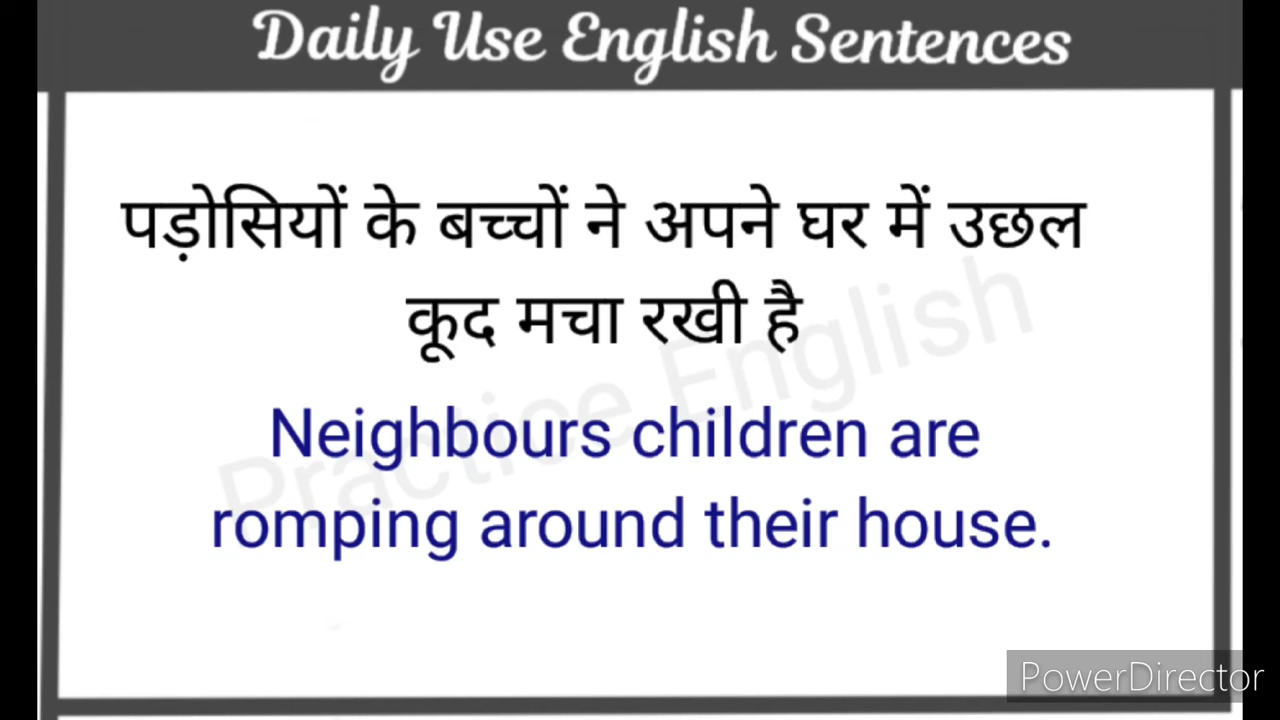 Daily Use English Sentences
पड़ोसियों के बच्चों ने अपने घर में उछल
कूद मचा रखी है
Neighbours children are
romping around their house.
Practice English
PowerDirector